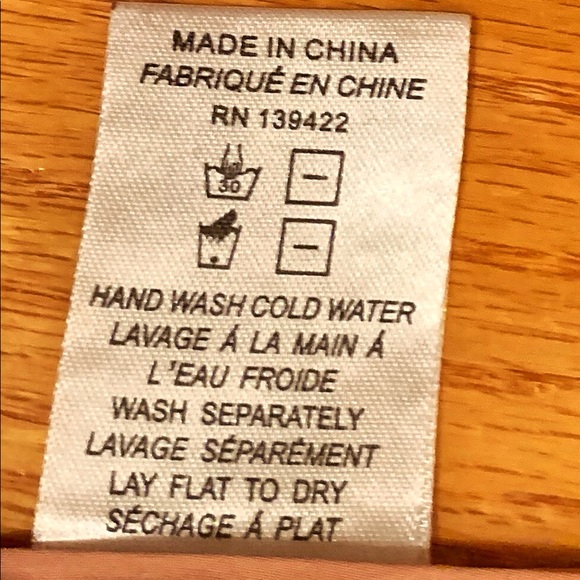 MADE IN CHINA
FABRIQUÉ EN CHINE
RN 139422
30
HAND WASH COLD WATER
LAVAGE Á LA MAIN Á
L'EAU FROIDE
WASH SEPARATELY
LAVAGE SÉPARÉMENT
LAY FLAT TO DRY
SÉCHAGE Á PLAT